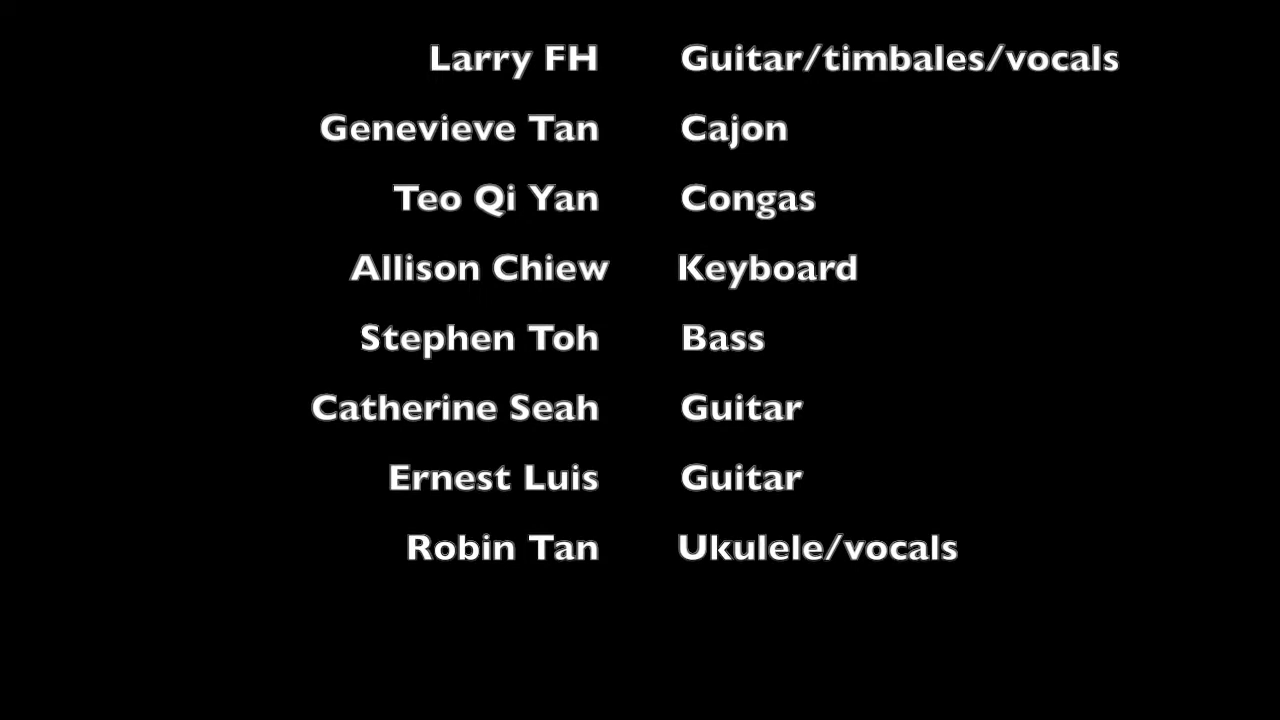 Larry FH Guitar/timbales/vocals
Genevieve Tan Cajon
Teo Qi Yan Congas
Allison Chiew Keyboard
Stephen Toh Bass
Catherine Seah Guitar
Ernest Luis Guitar
Robin Tan Ukulele/vocals